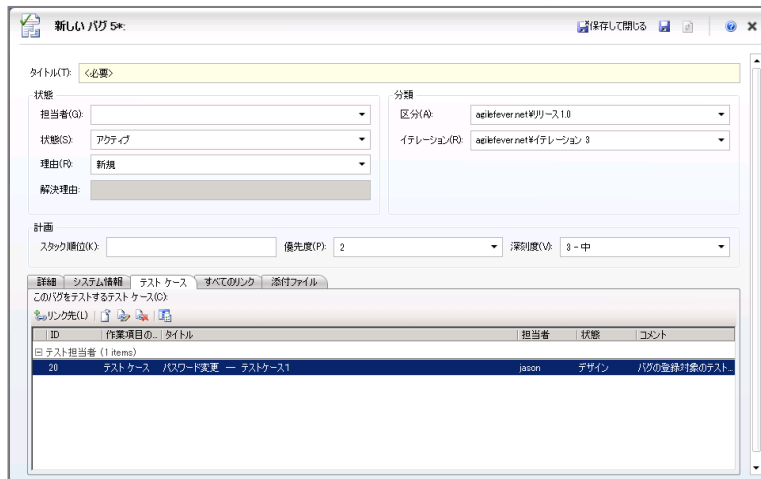 新しい バグ 5*:
保存して閉じる
タイトル(T): <必要>
状態
担当者(G):
状態(S): アクティブ
理由(R): 新規
解決理由:
分類
区分(A): agilefever.net¥リリース 1.0
イテレーション(R): agilefever.net¥イテレーション 3
計画
スタック順位(K): 優先度(P): 2 深刻度(V): 3 - 中
詳細 システム情報 テスト ケース すべてのリンク 添付ファイル
このバグをテストするテスト ケース(C):
リンク先(L)
ID 作業項目の... タイトル 担当者 状態 コメント
テスト担当者 (1 items)
20 テスト ケース パスワード変更 ― テストケース1 jason デザイン バグの登録対象のテスト...